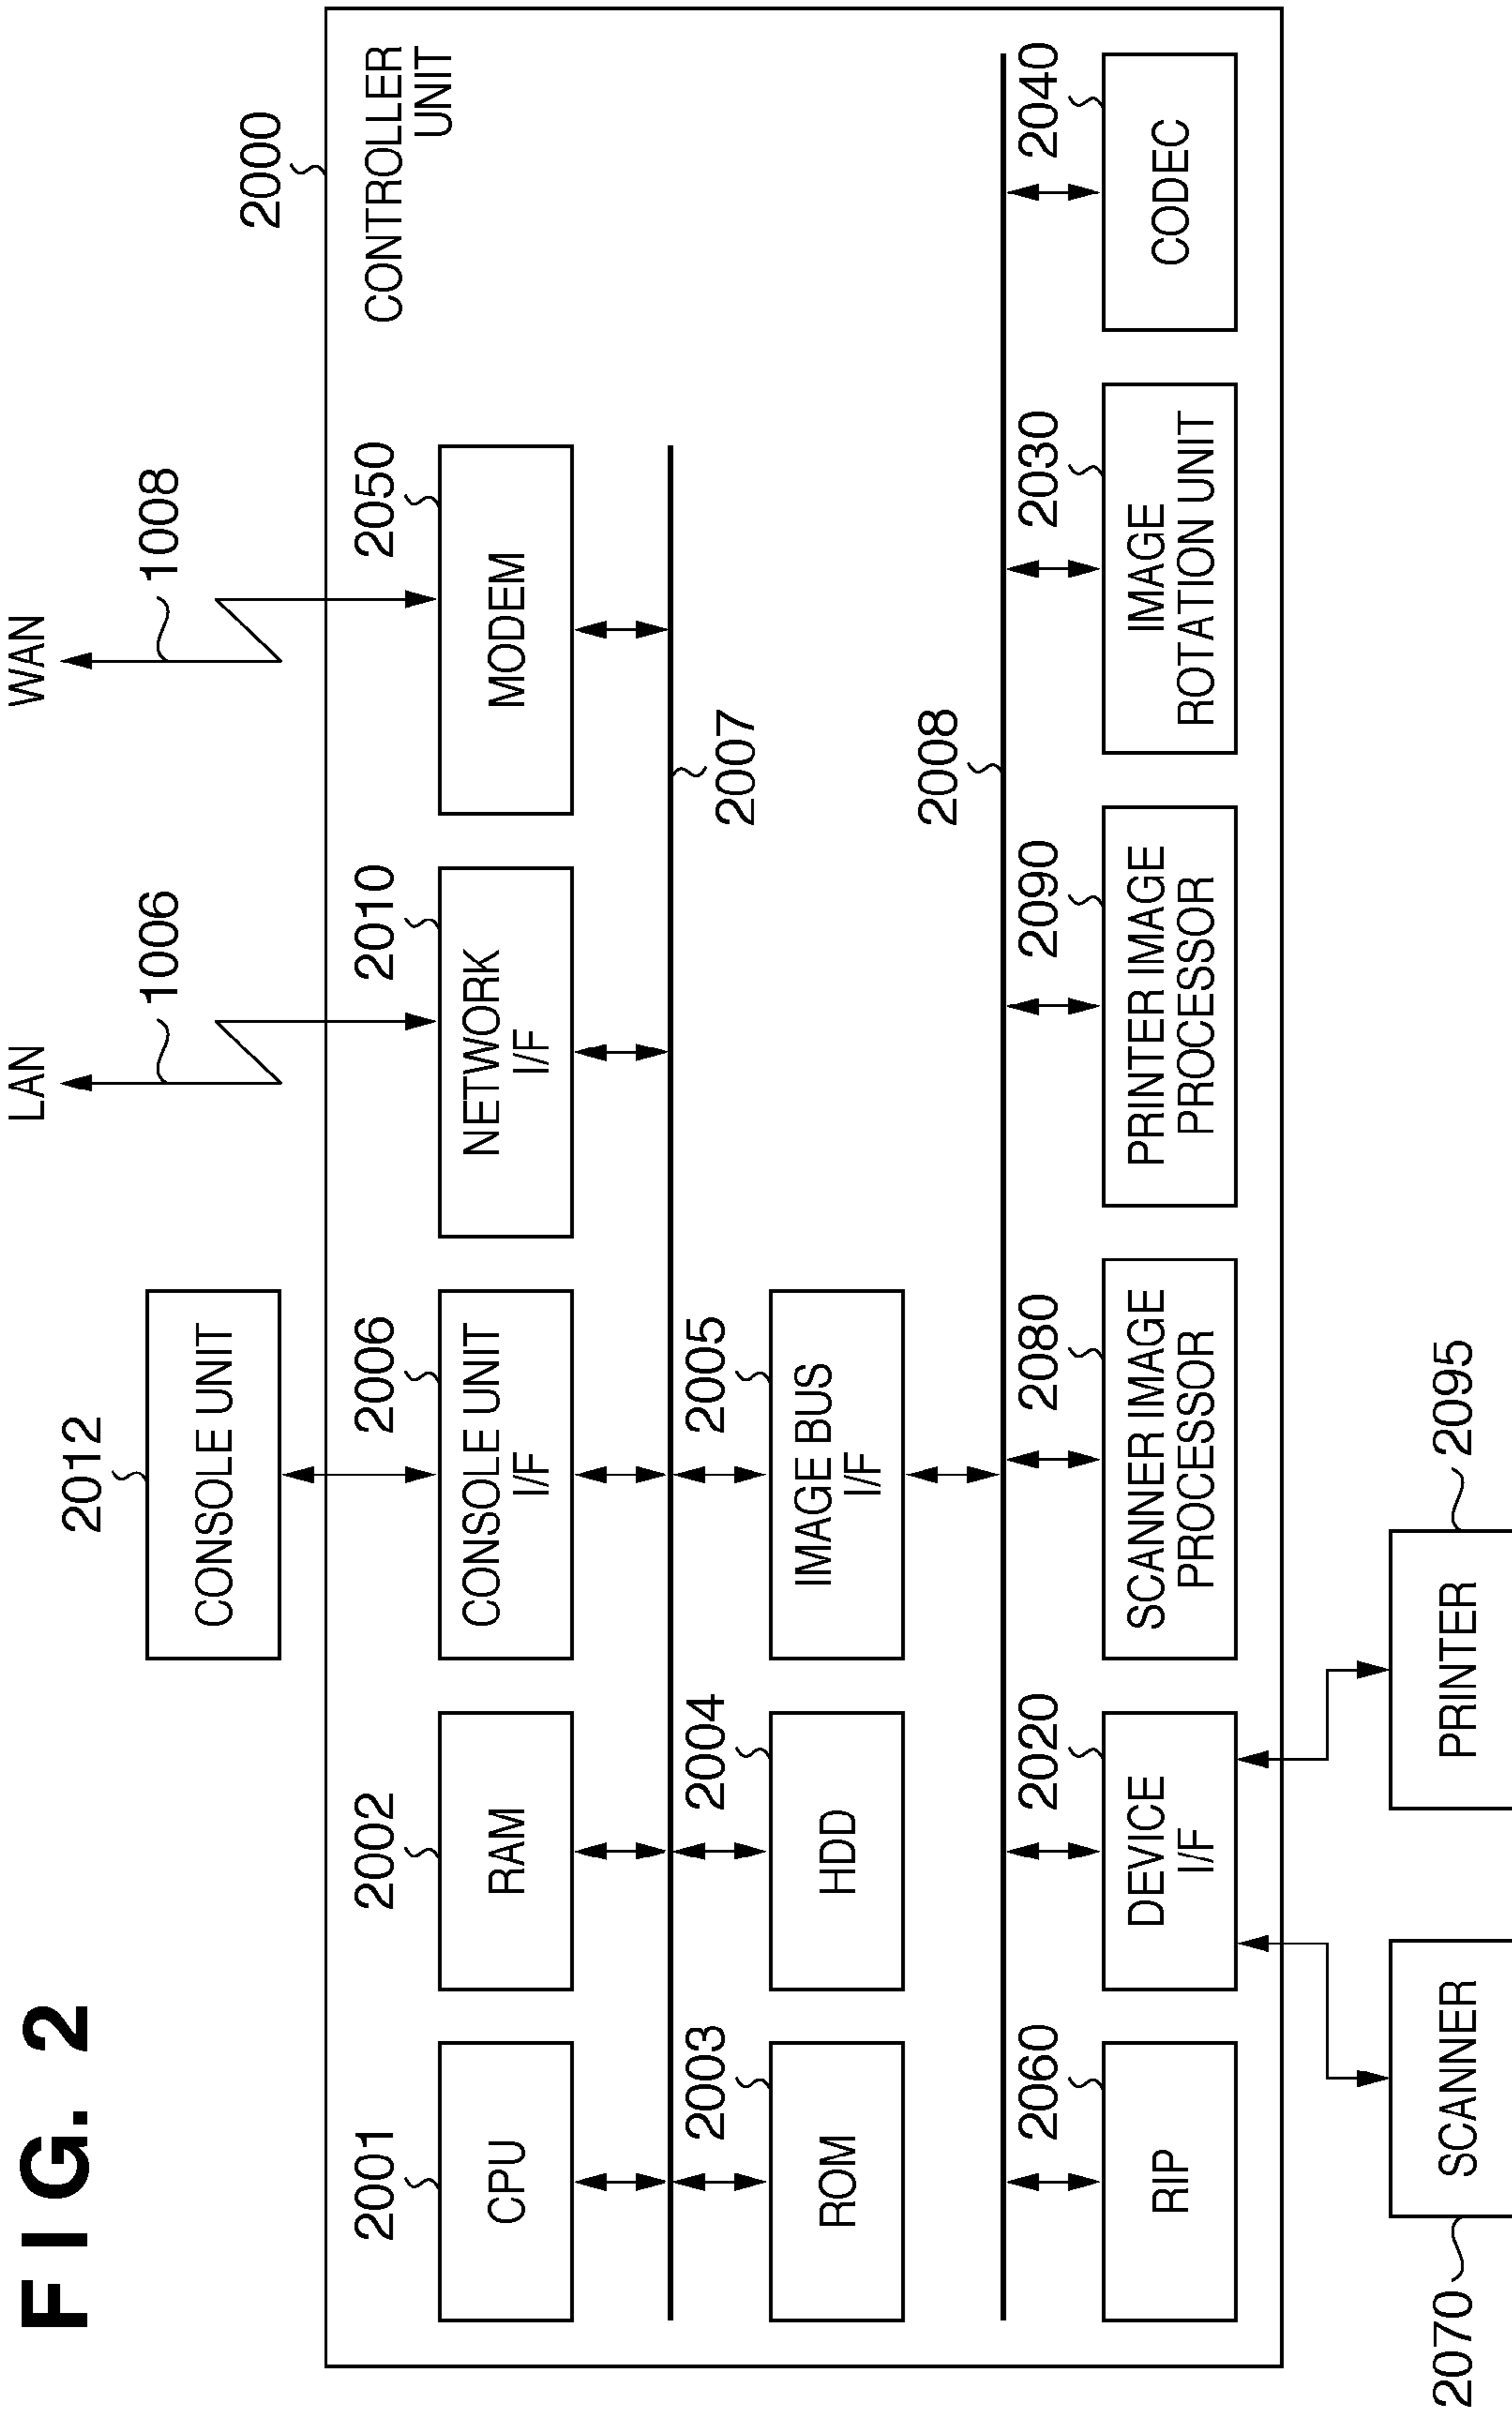 FIG. 2
LAN
WAN
2012
1006
1008
2000
CONSOLE UNIT
CONTROLLER
UNIT
2001
2002
2006
2010
2050
CPU
RAM
CONSOLE UNIT
I/F
NETWORK
I/F
MODEM
2007
2003
2004
2005
ROM
HDD
IMAGE BUS
I/F
2008
2060
2020
2080
2090
2030
2040
RIP
DEVICE
I/F
SCANNER IMAGE
PROCESSOR
PRINTER IMAGE
PROCESSOR
IMAGE
ROTATION UNIT
CODEC
2070
SCANNER
PRINTER
2095